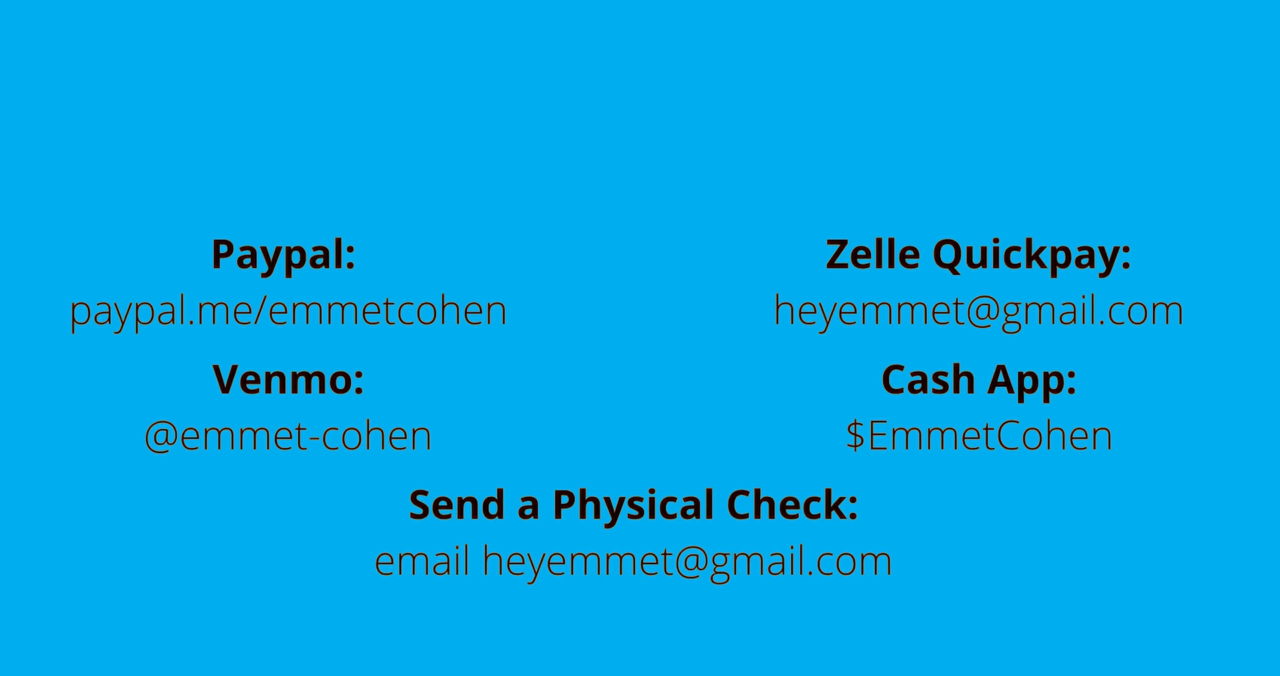 Paypal:
paypal.me/emmetcohen
Venmo:
@emmet-cohen
Zelle Quickpay:
heyemmet@gmail.com
Cash App:
$EmmetCohen
Send a Physical Check:
email heyemmet@gmail.com